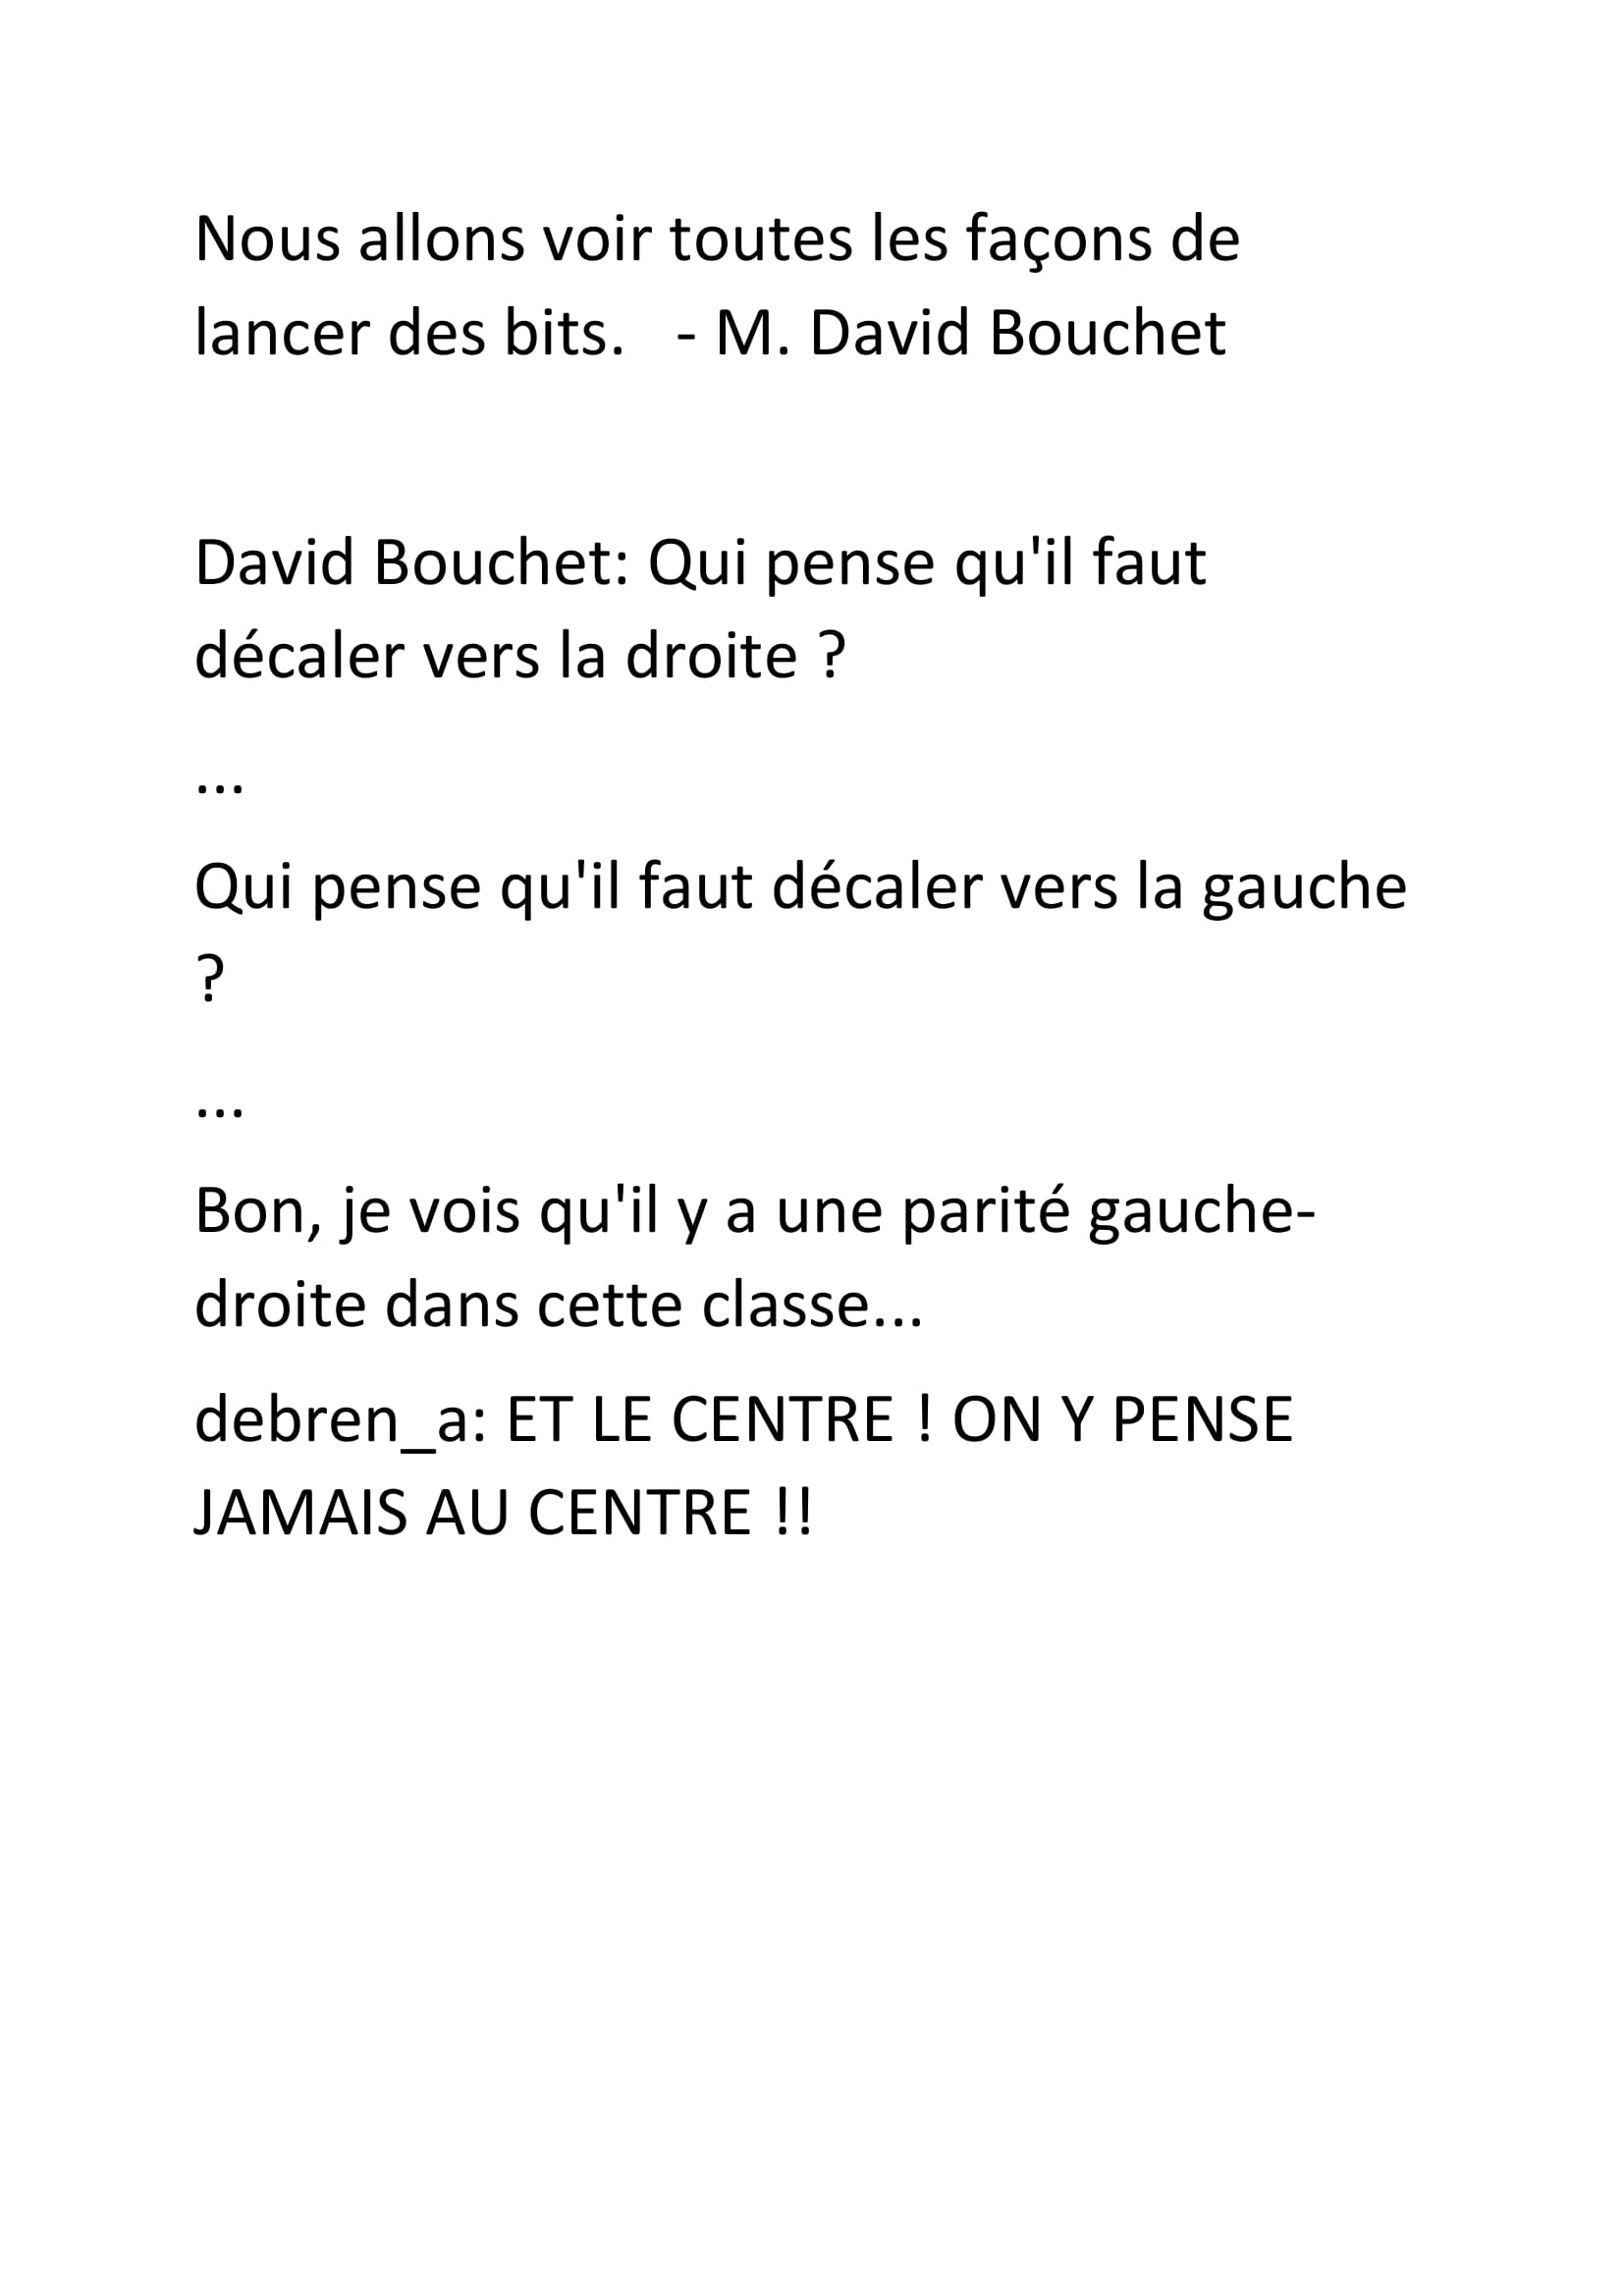 Nous allons voir toutes les façons de
lancer des bits.   - M. David Bouchet
David Bouchet: Qui pense qu'il faut
décaler vers la droite ?
...
Qui pense qu'il faut décaler vers la gauche
?
...
Bon, je vois qu'il y a une parité gauche-
droite dans cette classe...
debren_a: ET LE CENTRE ! ON Y PENSE
JAMAIS AU CENTRE !!